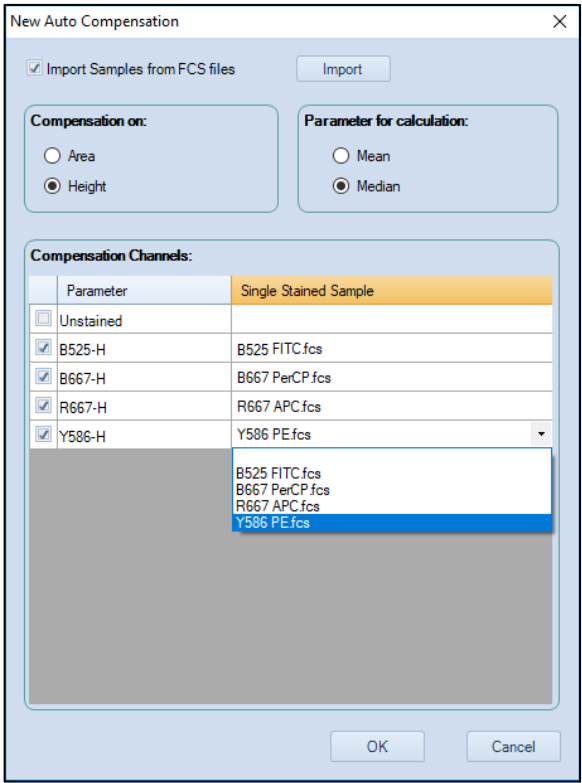 New Auto Compensation
Import Samples from FCS files
Import
Compensation on:
Area
Height
Parameter for calculation:
Mean
Median
Compensation Channels:
Parameter Single Stained Sample
Unstained
B525-H B525 FITC.fcs
B667-H B667 PerCP.fcs
R667-H R667 APC.fcs
Y586-H Y586 PE.fcs
B525 FITC.fcs
B667 PerCP.fcs
R667 APC.fcs
Y586 PE.fcs
OK Cancel